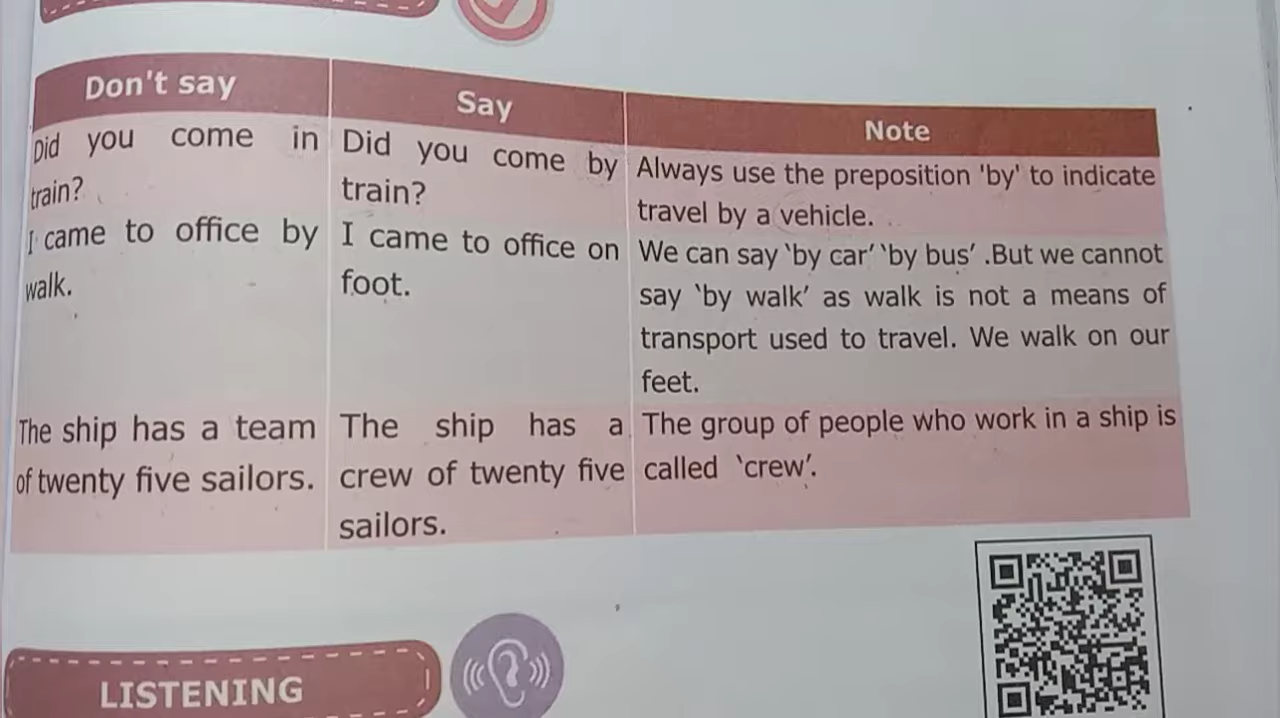 Don't say
Say
Note
Did you come in
train?
Did you come by
train?
Always use the preposition 'by' to indicate
travel by a vehicle.
I came to office by
walk.
I came to office on
foot.
We can say ‘by car’ ‘by bus’ .But we cannot
say ‘by walk’ as walk is not a means of
transport used to travel. We walk on our
feet.
The ship has a team
of twenty five sailors.
The ship has a
crew of twenty five
sailors.
The group of people who work in a ship is
called ‘crew’.
LISTENING